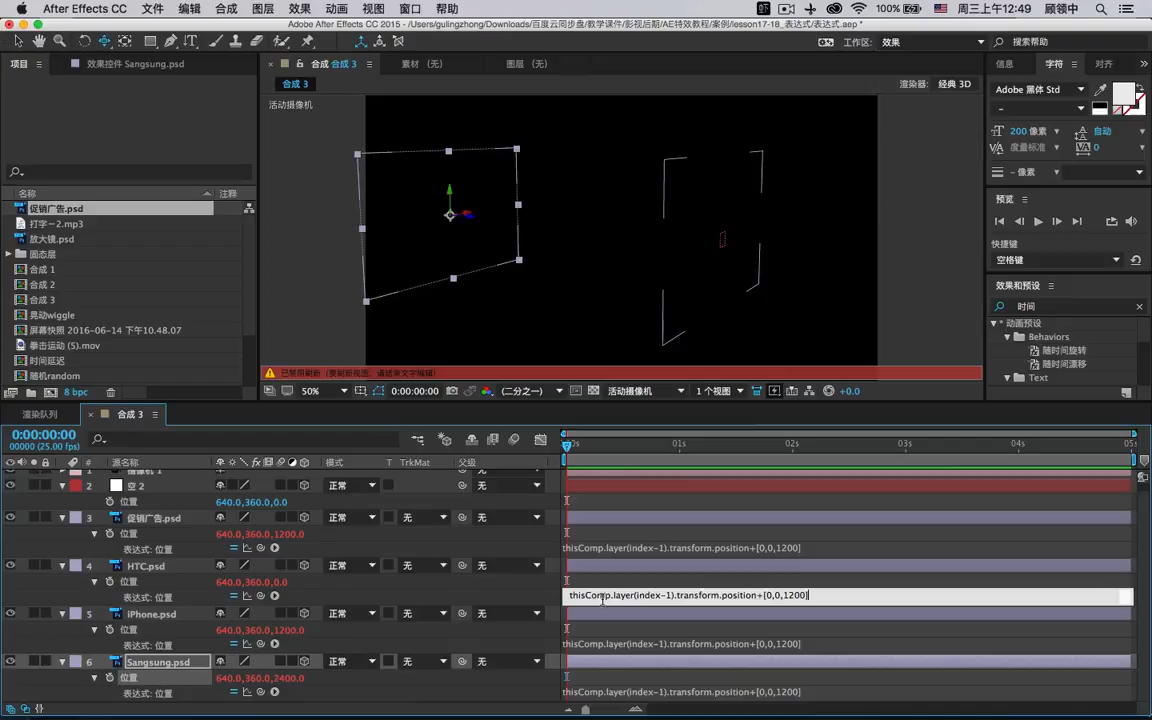 After Effects CC 文件 编辑 合成 图层 效果 动画 视图 窗口 帮助 100% 周三上午12:49 顾领中
Adobe After Effects CC 2015 - /Users/gulingzhong/Downloads/百度云同步盘/教学课件/影视后期/AE特效教程/案例/lesson17-18_表达式/表达式.aep *
工作区: 效果 搜索帮助
项目 效果控件 Sangsung.psd 合成 合成 3 素材 (无) 图层 (无) 信息 字符 对齐
合成 3 渲染器: 经典 3D
活动摄像机
Adobe 黑体 Std
-
200 像素 自动
度量标准 0
- 像素
名称 注释
促销广告.psd
打字-2.mp3
放大镜.psd
固态层
合成 1
合成 2
合成 3
晃动wiggle
屏幕快照 2016-06-14 下午10.48.07
拳击运动 (5).mov
时间延迟
随机random
预览
快捷键
空格键
效果和预设
时间
* 动画预设
Behaviors
随时间旋转
随时间漂移
Text
已禁用刷新 (要刷新视图, 请结束文字编辑)
8 bpc
50% 0:00:00:00 (二分之一) 活动摄像机 1 个视图 +0.0
渲染队列 合成 3
0:00:00:00
00000 (25.00 fps)
0s 01s 02s 03s 04s 05s
# 源名称 模式 T TrkMat 父级
1 摄像机 1 无
2 空 2 正常 无
位置 640.0,360.0,0.0
3 促销广告.psd 正常 无 无
位置 640.0,360.0,1200.0
表达式: 位置 thisComp.layer(index-1).transform.position+[0,0,1200]
4 HTC.psd 正常 无 无
位置 640.0,360.0,0.0
表达式: 位置 thisComp.layer(index-1).transform.position+[0,0,1200]
5 iPhone.psd 正常 无 无
位置 640.0,360.0,1200.0
表达式: 位置 thisComp.layer(index-1).transform.position+[0,0,1200]
6 Sangsung.psd 正常 无 无
位置 640.0,360.0,2400.0
表达式: 位置 thisComp.layer(index-1).transform.position+[0,0,1200]